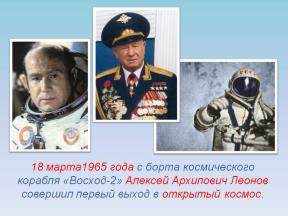 18 марта1965 года с борта космического
корабля «Восход-2» Алексей Архипович Леонов
совершил первый выход в открытый космос.